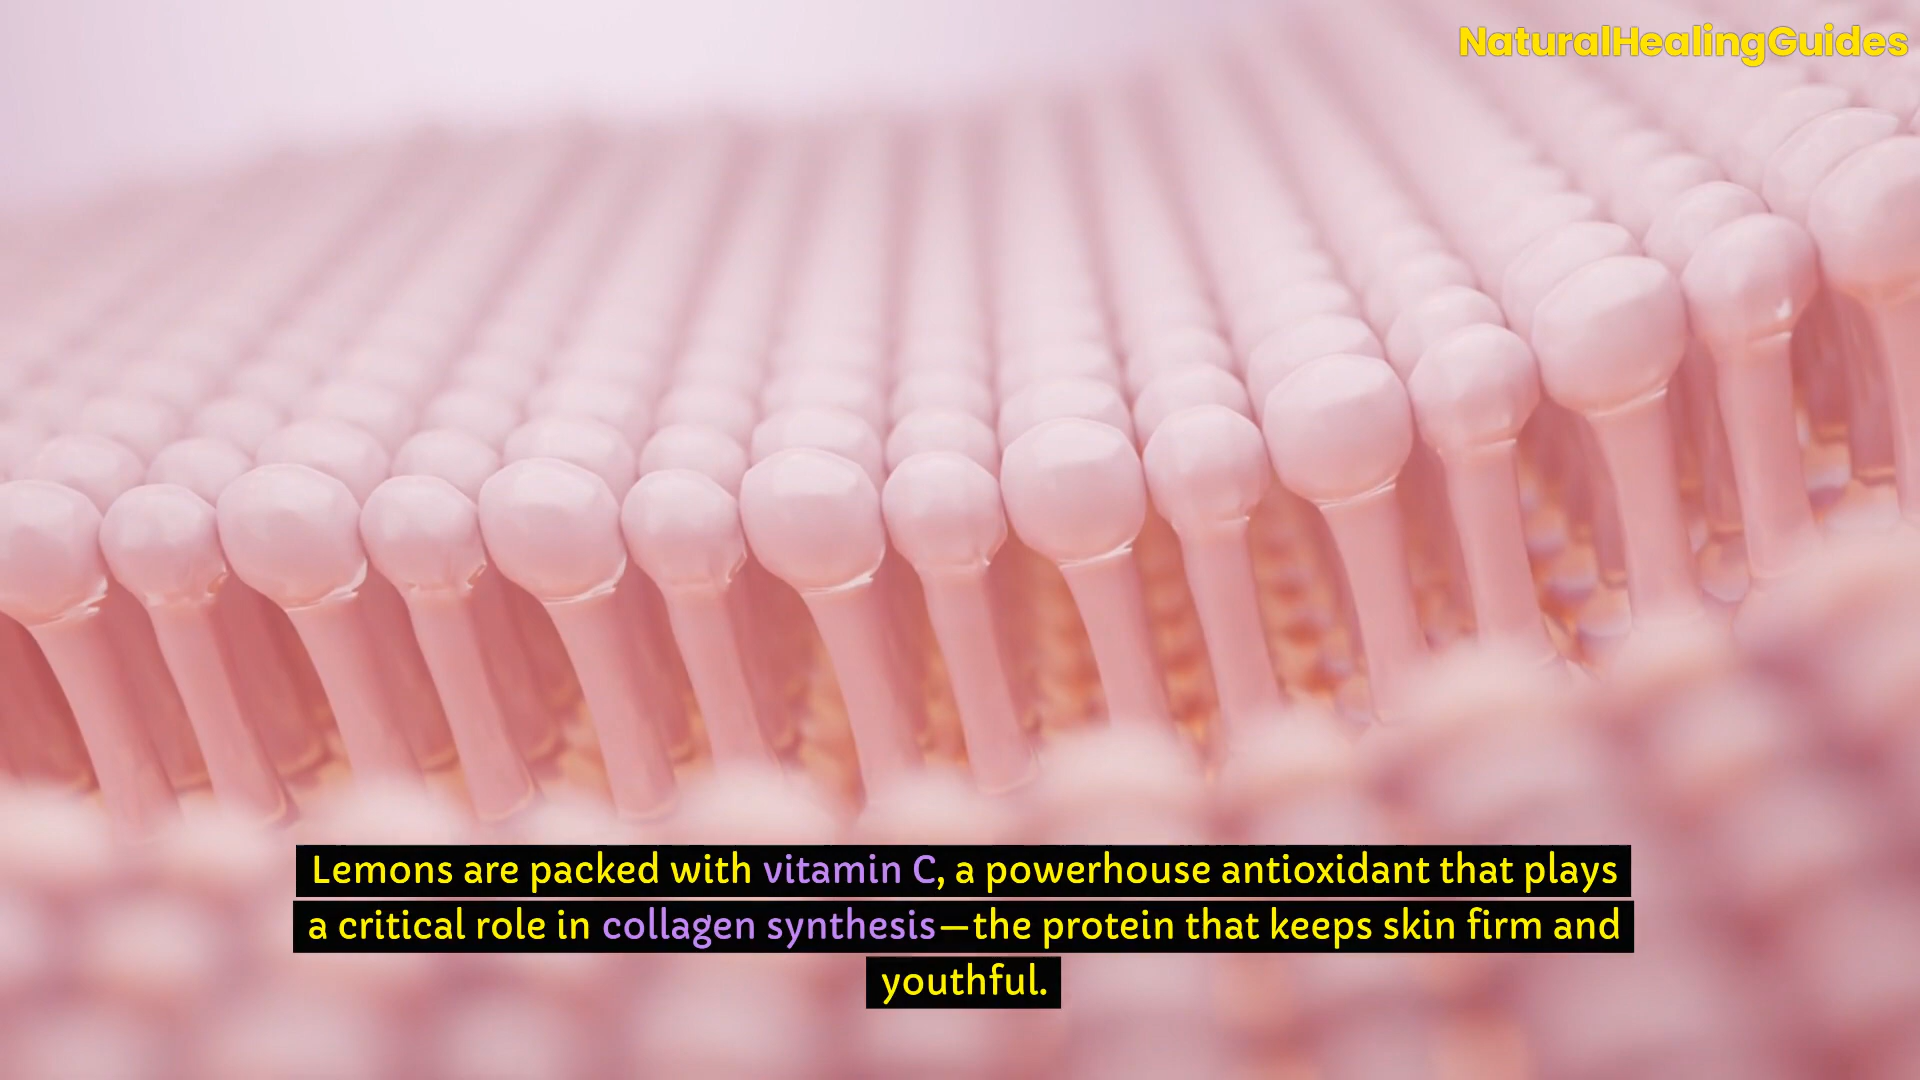 NaturalHealingGuides
Lemons are packed with vitamin C, a powerhouse antioxidant that plays
a critical role in collagen synthesis—the protein that keeps skin firm and
youthful.